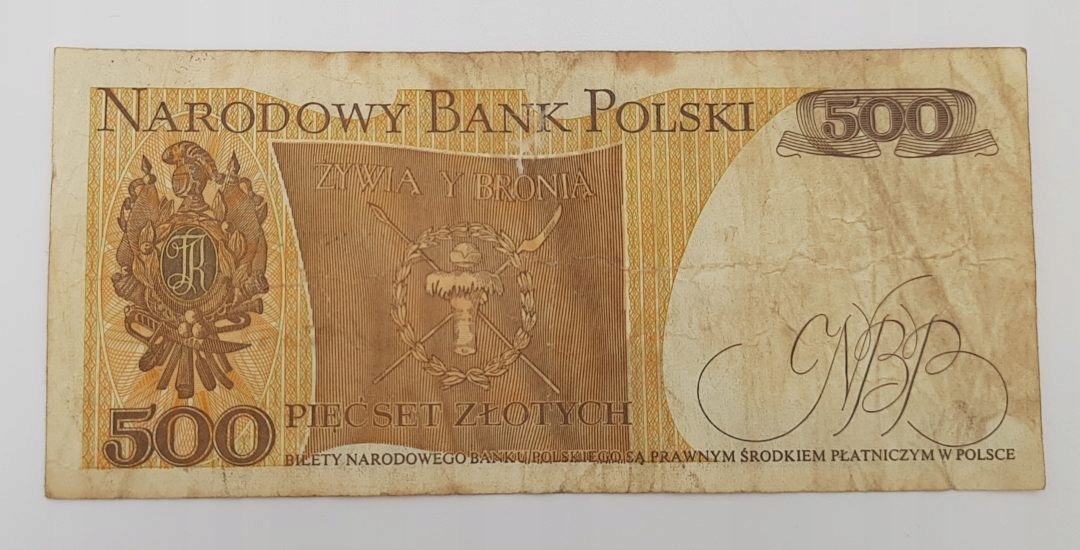 NARODOWY BANK POLSKI
500
ŻYWIĄ Y BRONIĄ
TK
500
PIĘĆSET ZŁOTYCH
NBP
BILETY NARODOWEGO BANKU POLSKIEGO SĄ PRAWNYM ŚRODKIEM PŁATNICZYM W POLSCE